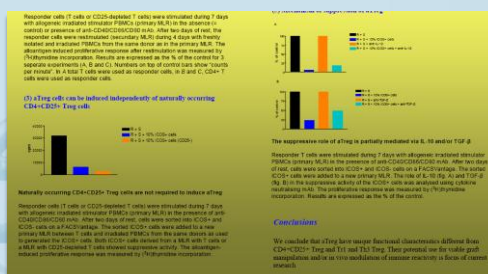 Responder cells (T cells or CD25-depleted T cells) were stimulated during 7 days
with allogeneic irradiated stimulator PBMCs (primary MLR) in the absence (x
control) or presence of anti-CD40/CD80/CD60 mAb. After two days of rest, the
responder cells were restimulated (secondary MLR) during 4 days with freshly
isolated and irradiated PBMCs from the same donor as in the primary MLR. The
alloantigen-induced proliferative response after restimulation was measured by
[³H]thymidine incorporation. Results are expressed as the % of the control for 3
separate experiments (A, B and C). Numbers on top of control bars show "counts
per minute". In A total T cells were used as responder cells, in B and C, CD4+ T
cells were used as responder cells.
(3) aTreg cells can be induced independently of naturally occurring
CD4+CD25+ Treg cells
R + S
R + S + 10% ICOS+ cells
R + S + 10% ICOS+ cells (CD25-)
Naturally occurring CD4+CD25+ Treg cells are not required to induce aTreg
Responder cells (T cells or CD25-depleted T cells) were stimulated during 7 days
with allogeneic irradiated stimulator PBMCs (primary MLR) in the presence of anti-
CD40/CD86/CD80 mAb. After two days of rest, cells were sorted into ICOS+ and
ICOS- cells on a FACSVantage. The sorted ICOS+ cells were added to a new
primary MLR between T cells and PBMCs from the same donors as used
to generated the ICOS+ cells. Both ICOS+ cells derived from a MLR with T cells or
a MLR with CD25-depleted T cells showed suppressive activity. The alloantigen-
induced proliferative response was measured by [³H]thymidine incorporation.
A
B
The suppressive role of aTreg is partially mediated via IL-10 and/or TGF-β
Responder T cells were stimulated during 7 days with allogeneic irradiated stimulator
PBMCs (primary MLR) in the presence of anti-CD40/CD86/CD80 mAb. After two days
of rest, cells were sorted into ICOS+ and ICOS- cells on a FACSVantage. The sorted
ICOS+ cells were added to a new primary MLR. The role of IL-10 (fig. A) and TGF-β
(fig. B) in the suppressive activity of the ICOS+ cells was analysed using cytokine
neutralising mAb. The proliferative response was measured by [³H]thymidine
incorporation. Results are expressed as the % of the control.
Conclusions
We conclude that aTreg have unique functional characteristics different from
CD4+CD25+ Treg and Tr1 and Th3 Treg. Their potential use for viable graft
manipulation and/or in vivo modulation of immune reactivity is focus of current
research